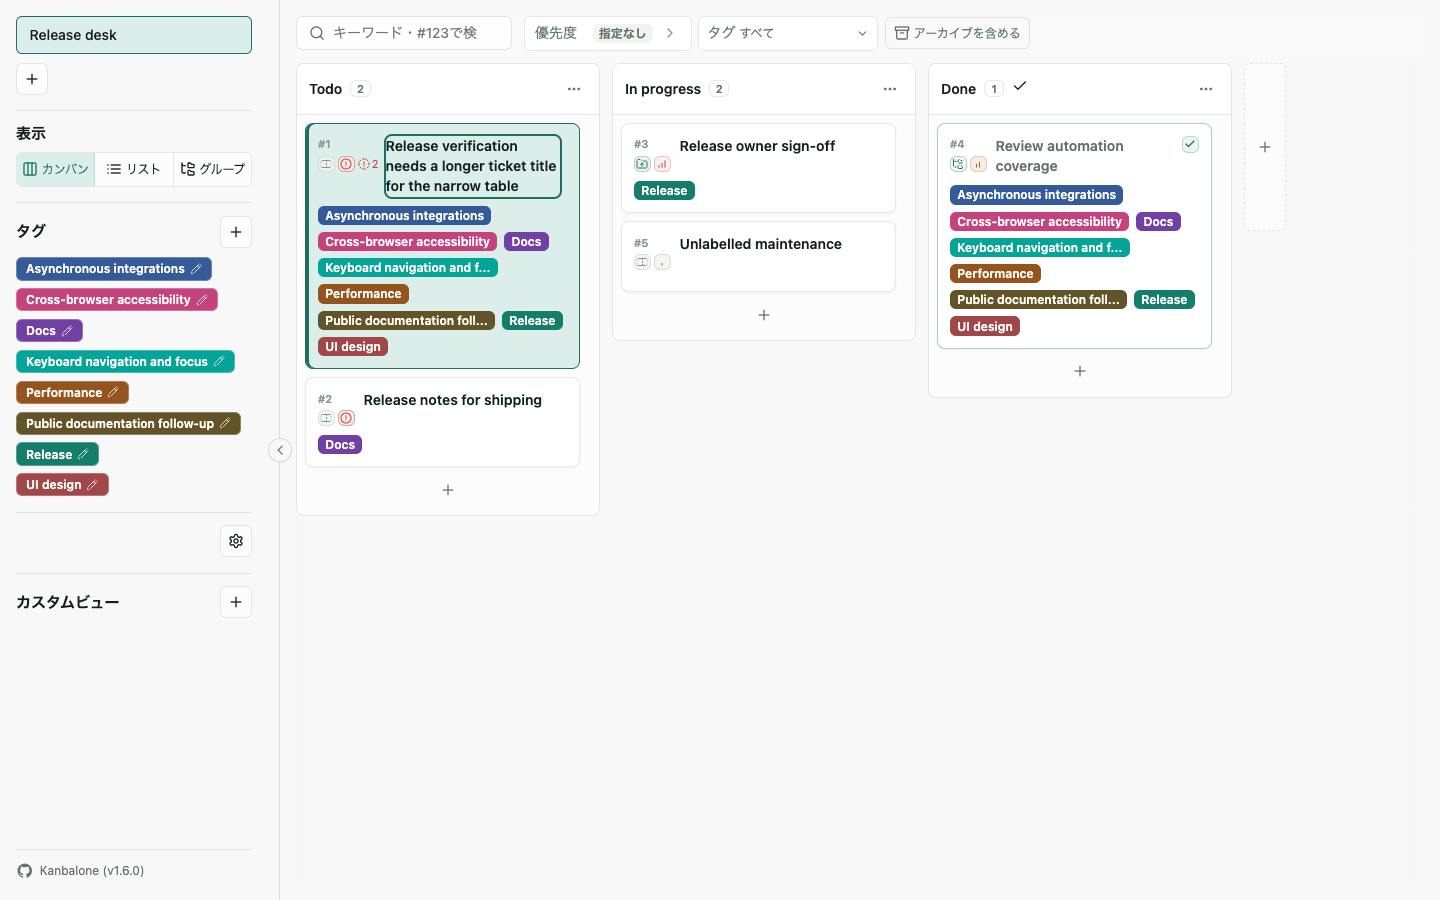 Release desk
表示
カンバン
リスト
グループ
タグ
Asynchronous integrations
Cross-browser accessibility
Docs
Keyboard navigation and focus
Performance
Public documentation follow-up
Release
UI design
カスタムビュー
Kanbalone (v1.6.0)
キーワード・#123で検
優先度 指定なし
タグ すべて
アーカイブを含める
Todo 2
#1
2
Release verification
needs a longer ticket title
for the narrow table
Asynchronous integrations
Cross-browser accessibility Docs
Keyboard navigation and f...
Performance
Public documentation foll... Release
UI design
#2 Release notes for shipping
Docs
In progress 2
#3 Release owner sign-off
Release
#5 Unlabelled maintenance
Done 1
#4 Review automation
coverage
Asynchronous integrations
Cross-browser accessibility Docs
Keyboard navigation and f...
Performance
Public documentation foll... Release
UI design